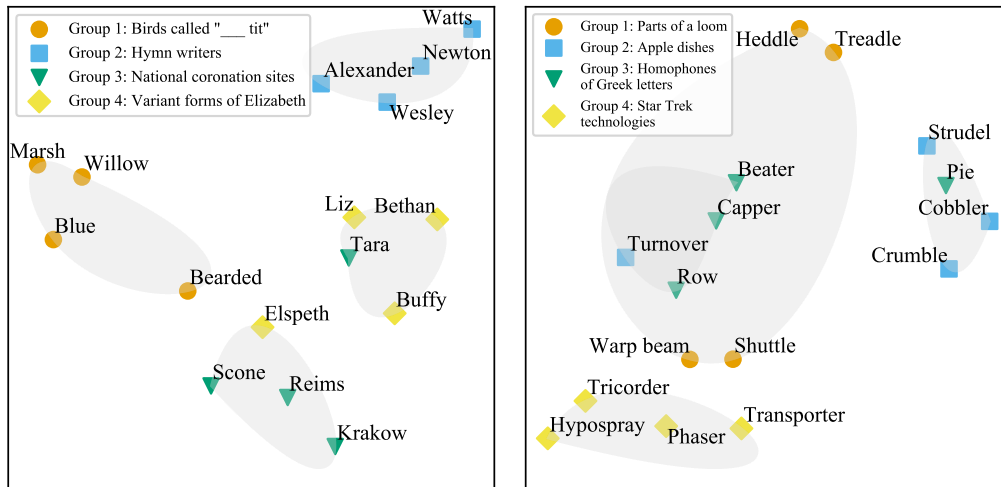 Group 1: Birds called "___ tit"
Group 2: Hymn writers
Group 3: National coronation sites
Group 4: Variant forms of Elizabeth
Watts
Newton
Alexander
Wesley
Marsh
Willow
Blue
Liz
Bethan
Tara
Bearded
Buffy
Elspeth
Scone
Reims
Krakow
Group 1: Parts of a loom
Group 2: Apple dishes
Group 3: Homophones
of Greek letters
Group 4: Star Trek
technologies
Heddle
Treadle
Strudel
Beater
Pie
Capper
Cobbler
Turnover
Crumble
Row
Warp beam
Shuttle
Tricorder
Transporter
Hypospray
Phaser